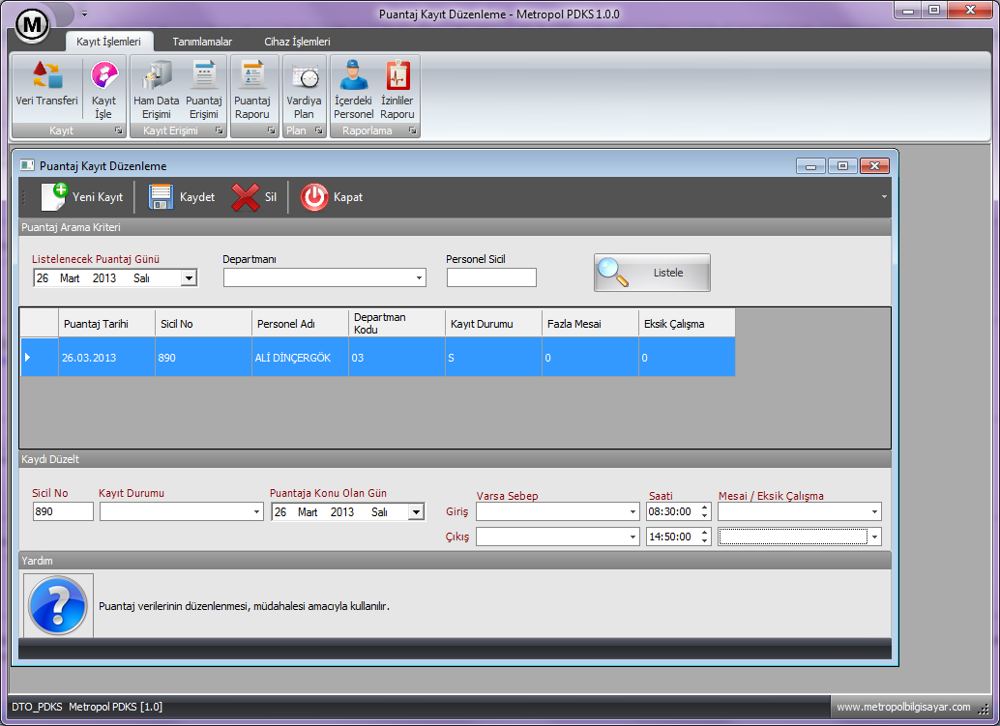 Puantaj Kayıt Düzenleme - Metropol PDKS 1.0.0
M
Kayıt İşlemleri Tanımlamalar Cihaz İşlemleri
Veri Transferi
Kayıt
İşle
Ham Data
Erişimi
Puantaj
Erişimi
Puantaj
Raporu
Vardiya
Plan
İçerdeki
Personel
İzinliler
Raporu
Kayıt Kayıt Erişimi Plan Raporlama
Puantaj Kayıt Düzenleme
Yeni Kayıt Kaydet Sil Kapat
Puantaj Arama Kriteri
Listelenecek Puantaj Günü Departmanı Personel Sicil
26 Mart 2013 Salı Listele
Puantaj Tarihi Sicil No Personel Adı
Departman
Kodu
Kayıt Durumu Fazla Mesai Eksik Çalışma
26.03.2013 890 ALİ DİNÇERGÖK 03 S 0 0
Kaydı Düzelt
Sicil No Kayıt Durumu Puantaja Konu Olan Gün Varsa Sebep Saati Mesai / Eksik Çalışma
890 26 Mart 2013 Salı Giriş 08:30:00
Çıkış 14:50:00
Yardım
?
Puantaj verilerinin düzenlenmesi, müdahalesi amacıyla kullanılır.
DTO_PDKS Metropol PDKS [1.0] www.metropolbilgisayar.com